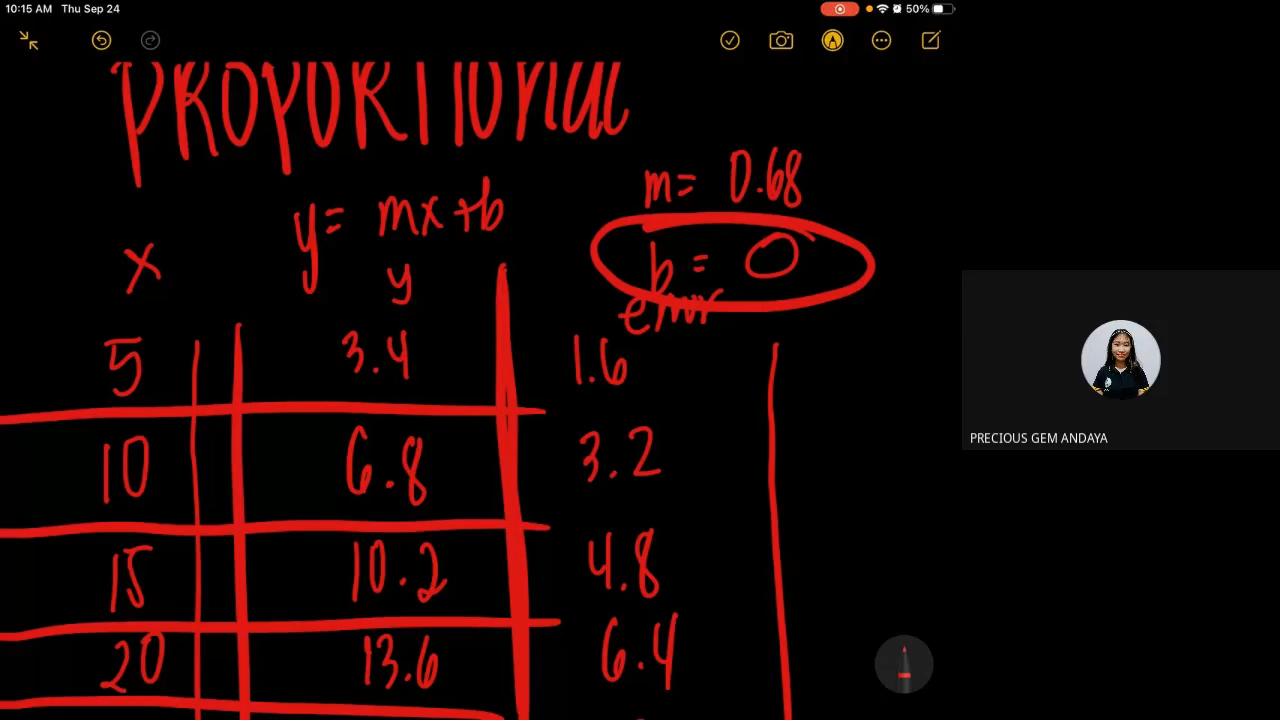 10:15 AM Thu Sep 24
50%
PROPORTIONAL
m= 0.68
y= mx+b
b= 0
x
y
error
5 3.4 1.6
10 6.8 3.2
15 10.2 4.8
20 13.6 6.4
PRECIOUS GEM ANDAYA